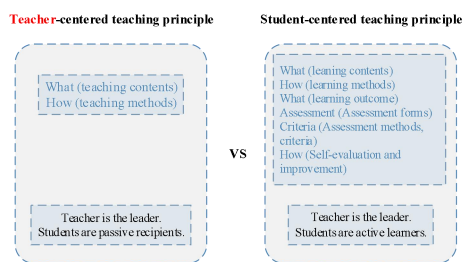 Teacher-centered teaching principle
What (teaching contents)
How (teaching methods)
Teacher is the leader.
Students are passive recipients.
VS
Student-centered teaching principle
What (leaning contents)
How (learning methods)
What (learning outcome)
Assessment (Assessment forms)
Criteria (Assessment methods,
criteria)
How (Self-evaluation and
improvement)
Teacher is the leader.
Students are active learners.